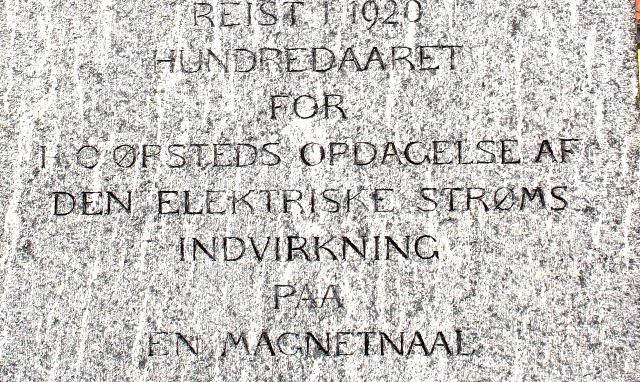 REIST I 1920
HUNDREDAARET
FOR
H C ØRSTEDS OPDAGELSE AF
DEN ELEKTRISKE STRØMS
INDVIRKNING
PAA
EN MAGNETNAAL